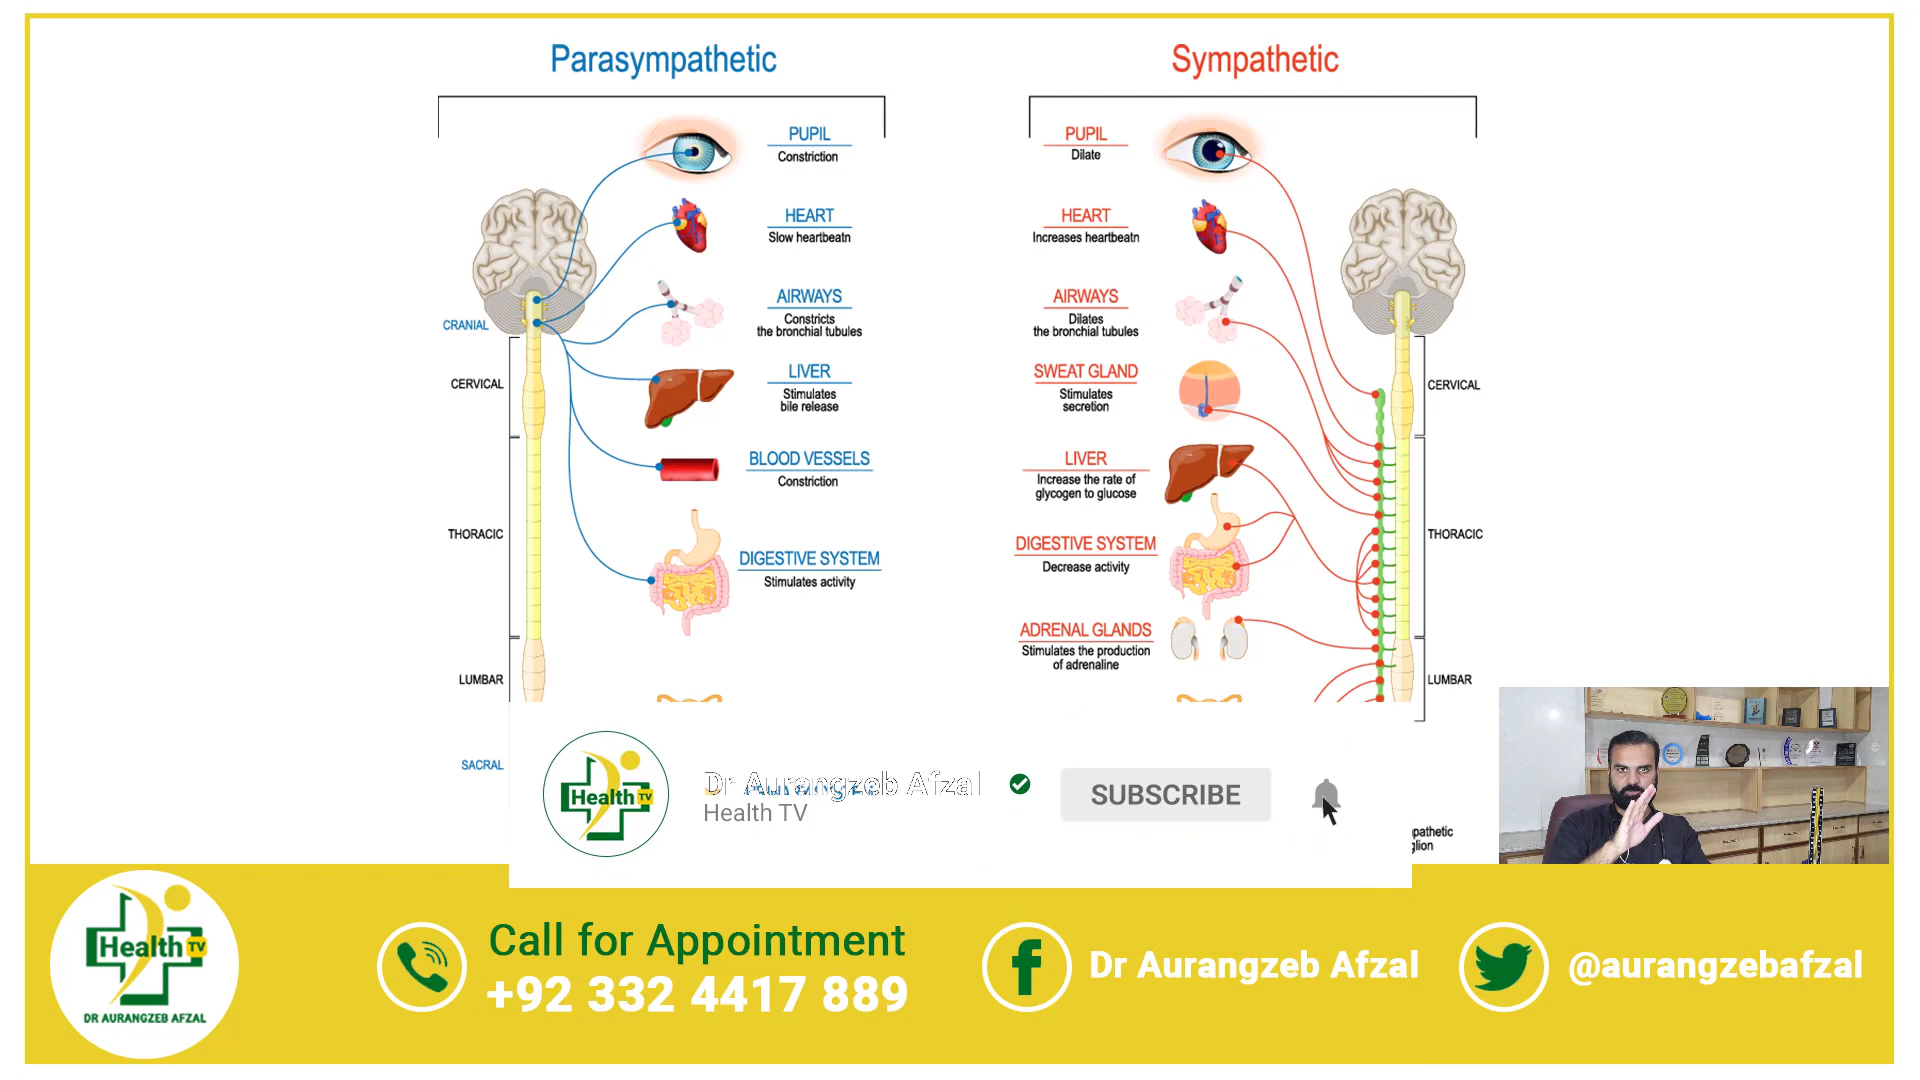 Parasympathetic
PUPIL
Constriction
HEART
Slow heartbeatn
AIRWAYS
Constricts
the bronchial tubules
LIVER
Stimulates
bile release
BLOOD VESSELS
Constriction
DIGESTIVE SYSTEM
Stimulates activity
CRANIAL
CERVICAL
THORACIC
LUMBAR
SACRAL
Sympathetic
PUPIL
Dilate
HEART
Increases heartbeatn
AIRWAYS
Dilates
the bronchial tubules
SWEAT GLAND
Stimulates
secretion
LIVER
Increase the rate of
glycogen to glucose
DIGESTIVE SYSTEM
Decrease activity
ADRENAL GLANDS
Stimulates the production
of adrenaline
CERVICAL
THORACIC
LUMBAR
pathetic
glion
Health TV
Dr Aurangzeb Afzal
Health TV
SUBSCRIBE
Health TV
DR AURANGZEB AFZAL
Call for Appointment
+92 332 4417 889
Dr Aurangzeb Afzal
@aurangzebafzal